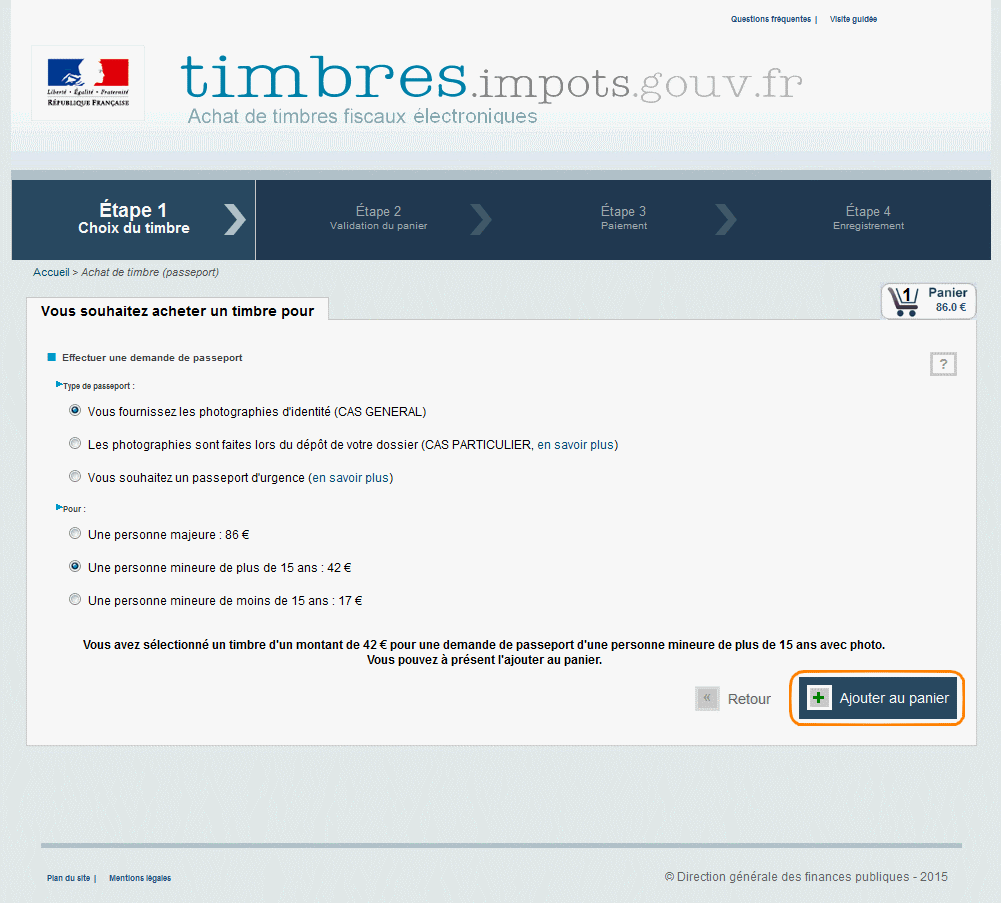 Questions fréquentes | Visite guidée
Liberté • Égalité • Fraternité
RÉPUBLIQUE FRANÇAISE
timbres.impots.gouv.fr
Achat de timbres fiscaux électroniques
Étape 1
Choix du timbre
Étape 2
Validation du panier
Étape 3
Paiement
Étape 4
Enregistrement
Accueil > Achat de timbre (passeport)
1
Panier
86.0 €
Vous souhaitez acheter un timbre pour
Effectuer une demande de passeport
?
Type de passeport :
Vous fournissez les photographies d'identité (CAS GENERAL)
Les photographies sont faites lors du dépôt de votre dossier (CAS PARTICULIER, en savoir plus)
Vous souhaitez un passeport d'urgence (en savoir plus)
Pour :
Une personne majeure : 86 €
Une personne mineure de plus de 15 ans : 42 €
Une personne mineure de moins de 15 ans : 17 €
Vous avez sélectionné un timbre d'un montant de 42 € pour une demande de passeport d'une personne mineure de plus de 15 ans avec photo.
Vous pouvez à présent l'ajouter au panier.
« Retour
+ Ajouter au panier
Plan du site | Mentions légales
© Direction générale des finances publiques - 2015